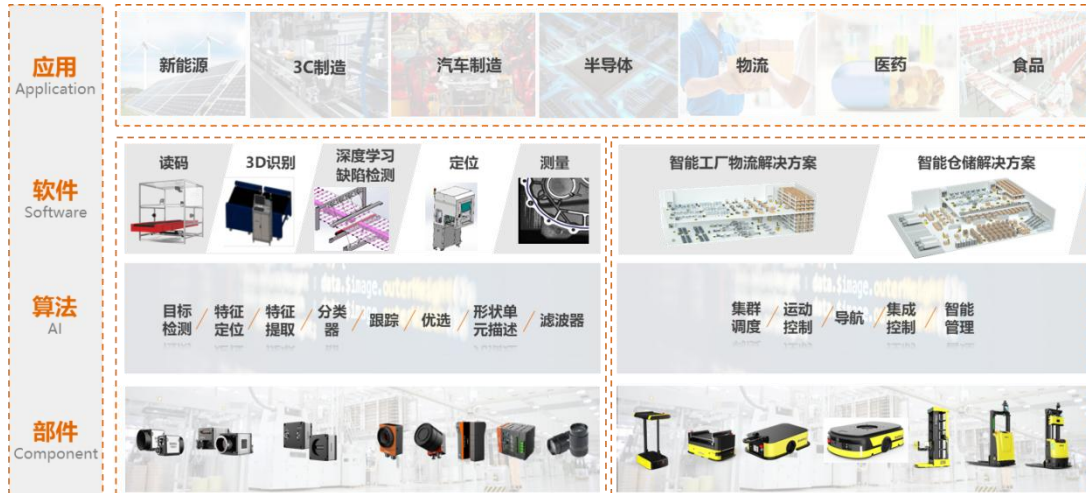 应用
Application
新能源
3C制造
汽车制造
半导体
物流
医药
食品
软件
Software
读码
3D识别
深度学习
缺陷检测
定位
测量
智能工厂物流解决方案
智能仓储解决方案
算法
AI
data.$image.outer
目标
检测
特征
定位
特征
提取
分类
器
跟踪
优选
形状单
元描述
滤波器
集群
调度
运动
控制
导航
集成
控制
智能
管理
部件
Component